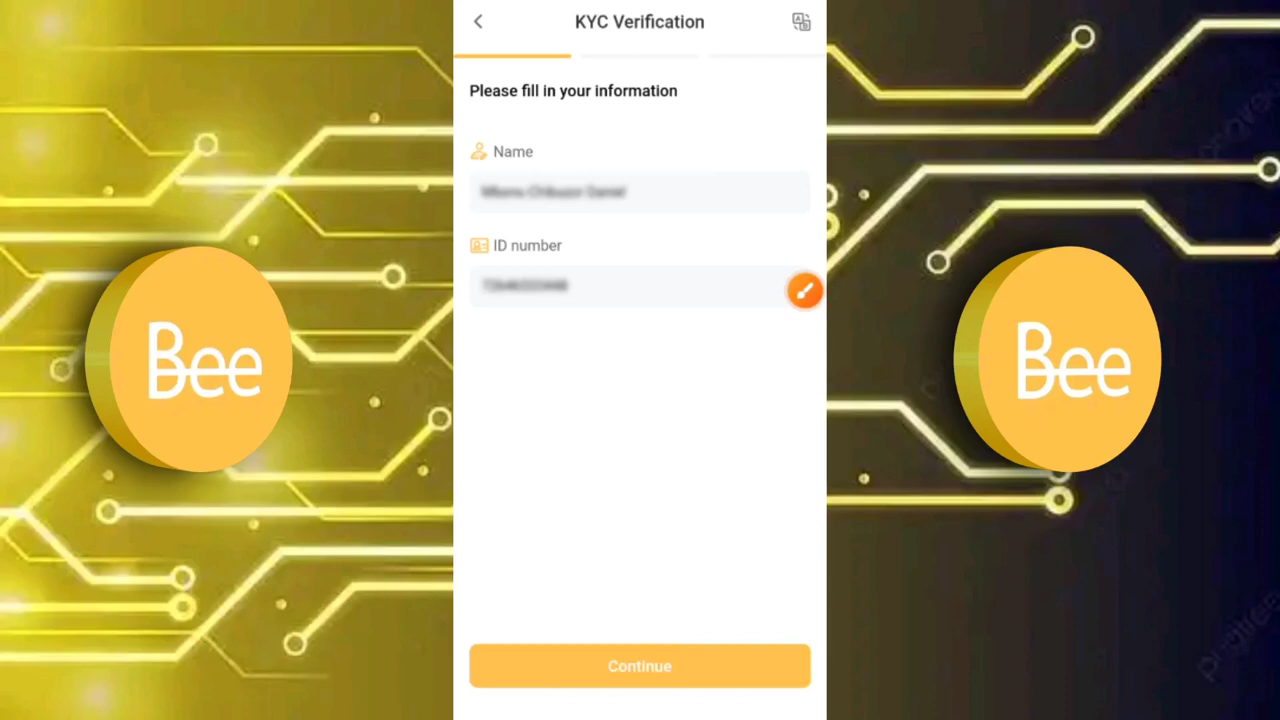 KYC Verification
Please fill in your information
Name
ID number
Bee
Bee
Continue